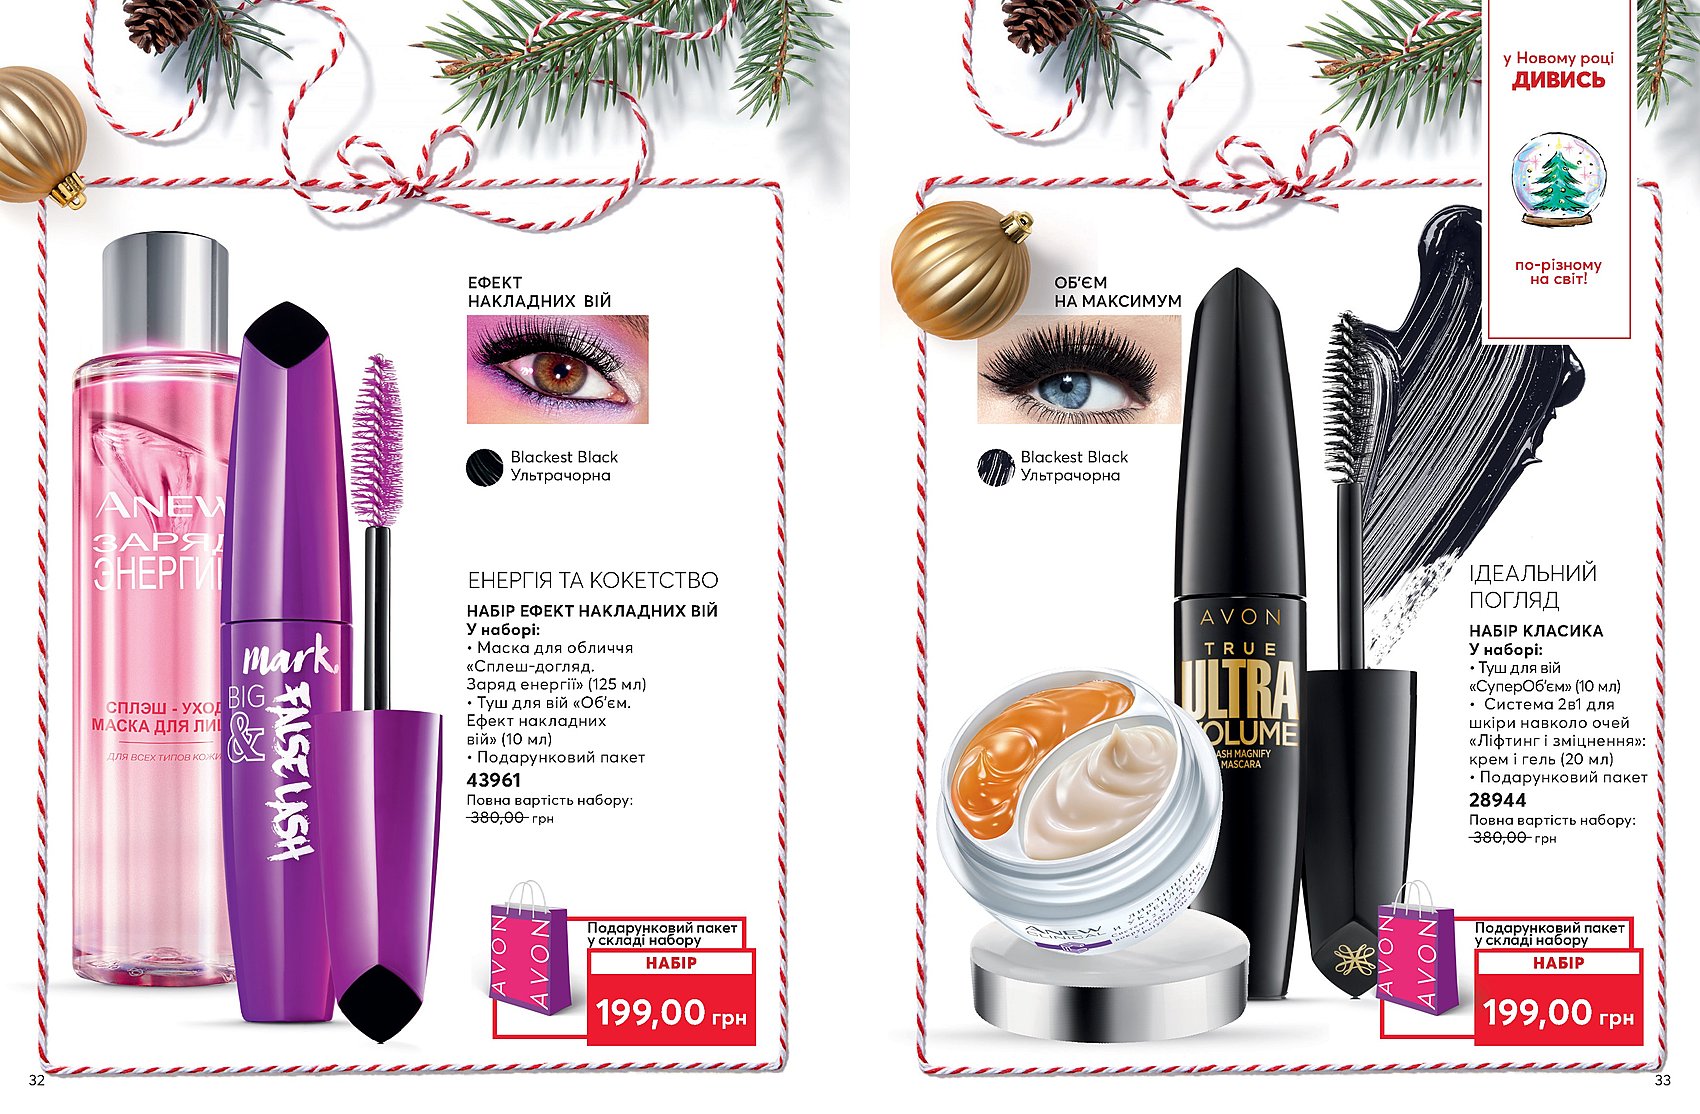 ЕФЕКТ
НАКЛАДНИХ ВІЙ
Blackest Black
Ультрачорна
ANEW
ЗАРЯД
ЭНЕРГИИ
СПЛЭШ - УХОД
МАСКА ДЛЯ ЛИЦ
ДЛЯ ВСЕХ ТИПОВ КОЖИ
mark.
BIG
&
FALSE LASH
ЕНЕРГІЯ ТА КОКЕТСТВО
НАБІР ЕФЕКТ НАКЛАДНИХ ВІЙ
У наборі:
• Маска для обличчя
«Сплеш-догляд.
Заряд енергії» (125 мл)
• Туш для вій «Об'єм.
Ефект накладних
вій» (10 мл)
• Подарунковий пакет
43961
Повна вартість набору:
380,00 грн
AVON
AVON
Подарунковий пакет
у складі набору
НАБІР
199,00 грн
32
у Новому році
ДИВИСЬ
по-різному
на світ!
ОБ'ЄМ
НА МАКСИМУМ
Blackest Black
Ультрачорна
AVON
TRUE
ULTRA
VOLUME
LASH MAGNIFY
MASCARA
ANEW
CLINICAL
ІДЕАЛЬНИЙ
ПОГЛЯД
НАБІР КЛАСИКА
У наборі:
• Туш для вій
«СуперОб'єм» (10 мл)
• Система 2в1 для
шкіри навколо очей
«Ліфтинг і зміцнення»:
крем і гель (20 мл)
• Подарунковий пакет
28944
Повна вартість набору:
380,00 грн
AVON
AVON
Подарунковий пакет
у складі набору
НАБІР
199,00 грн
33